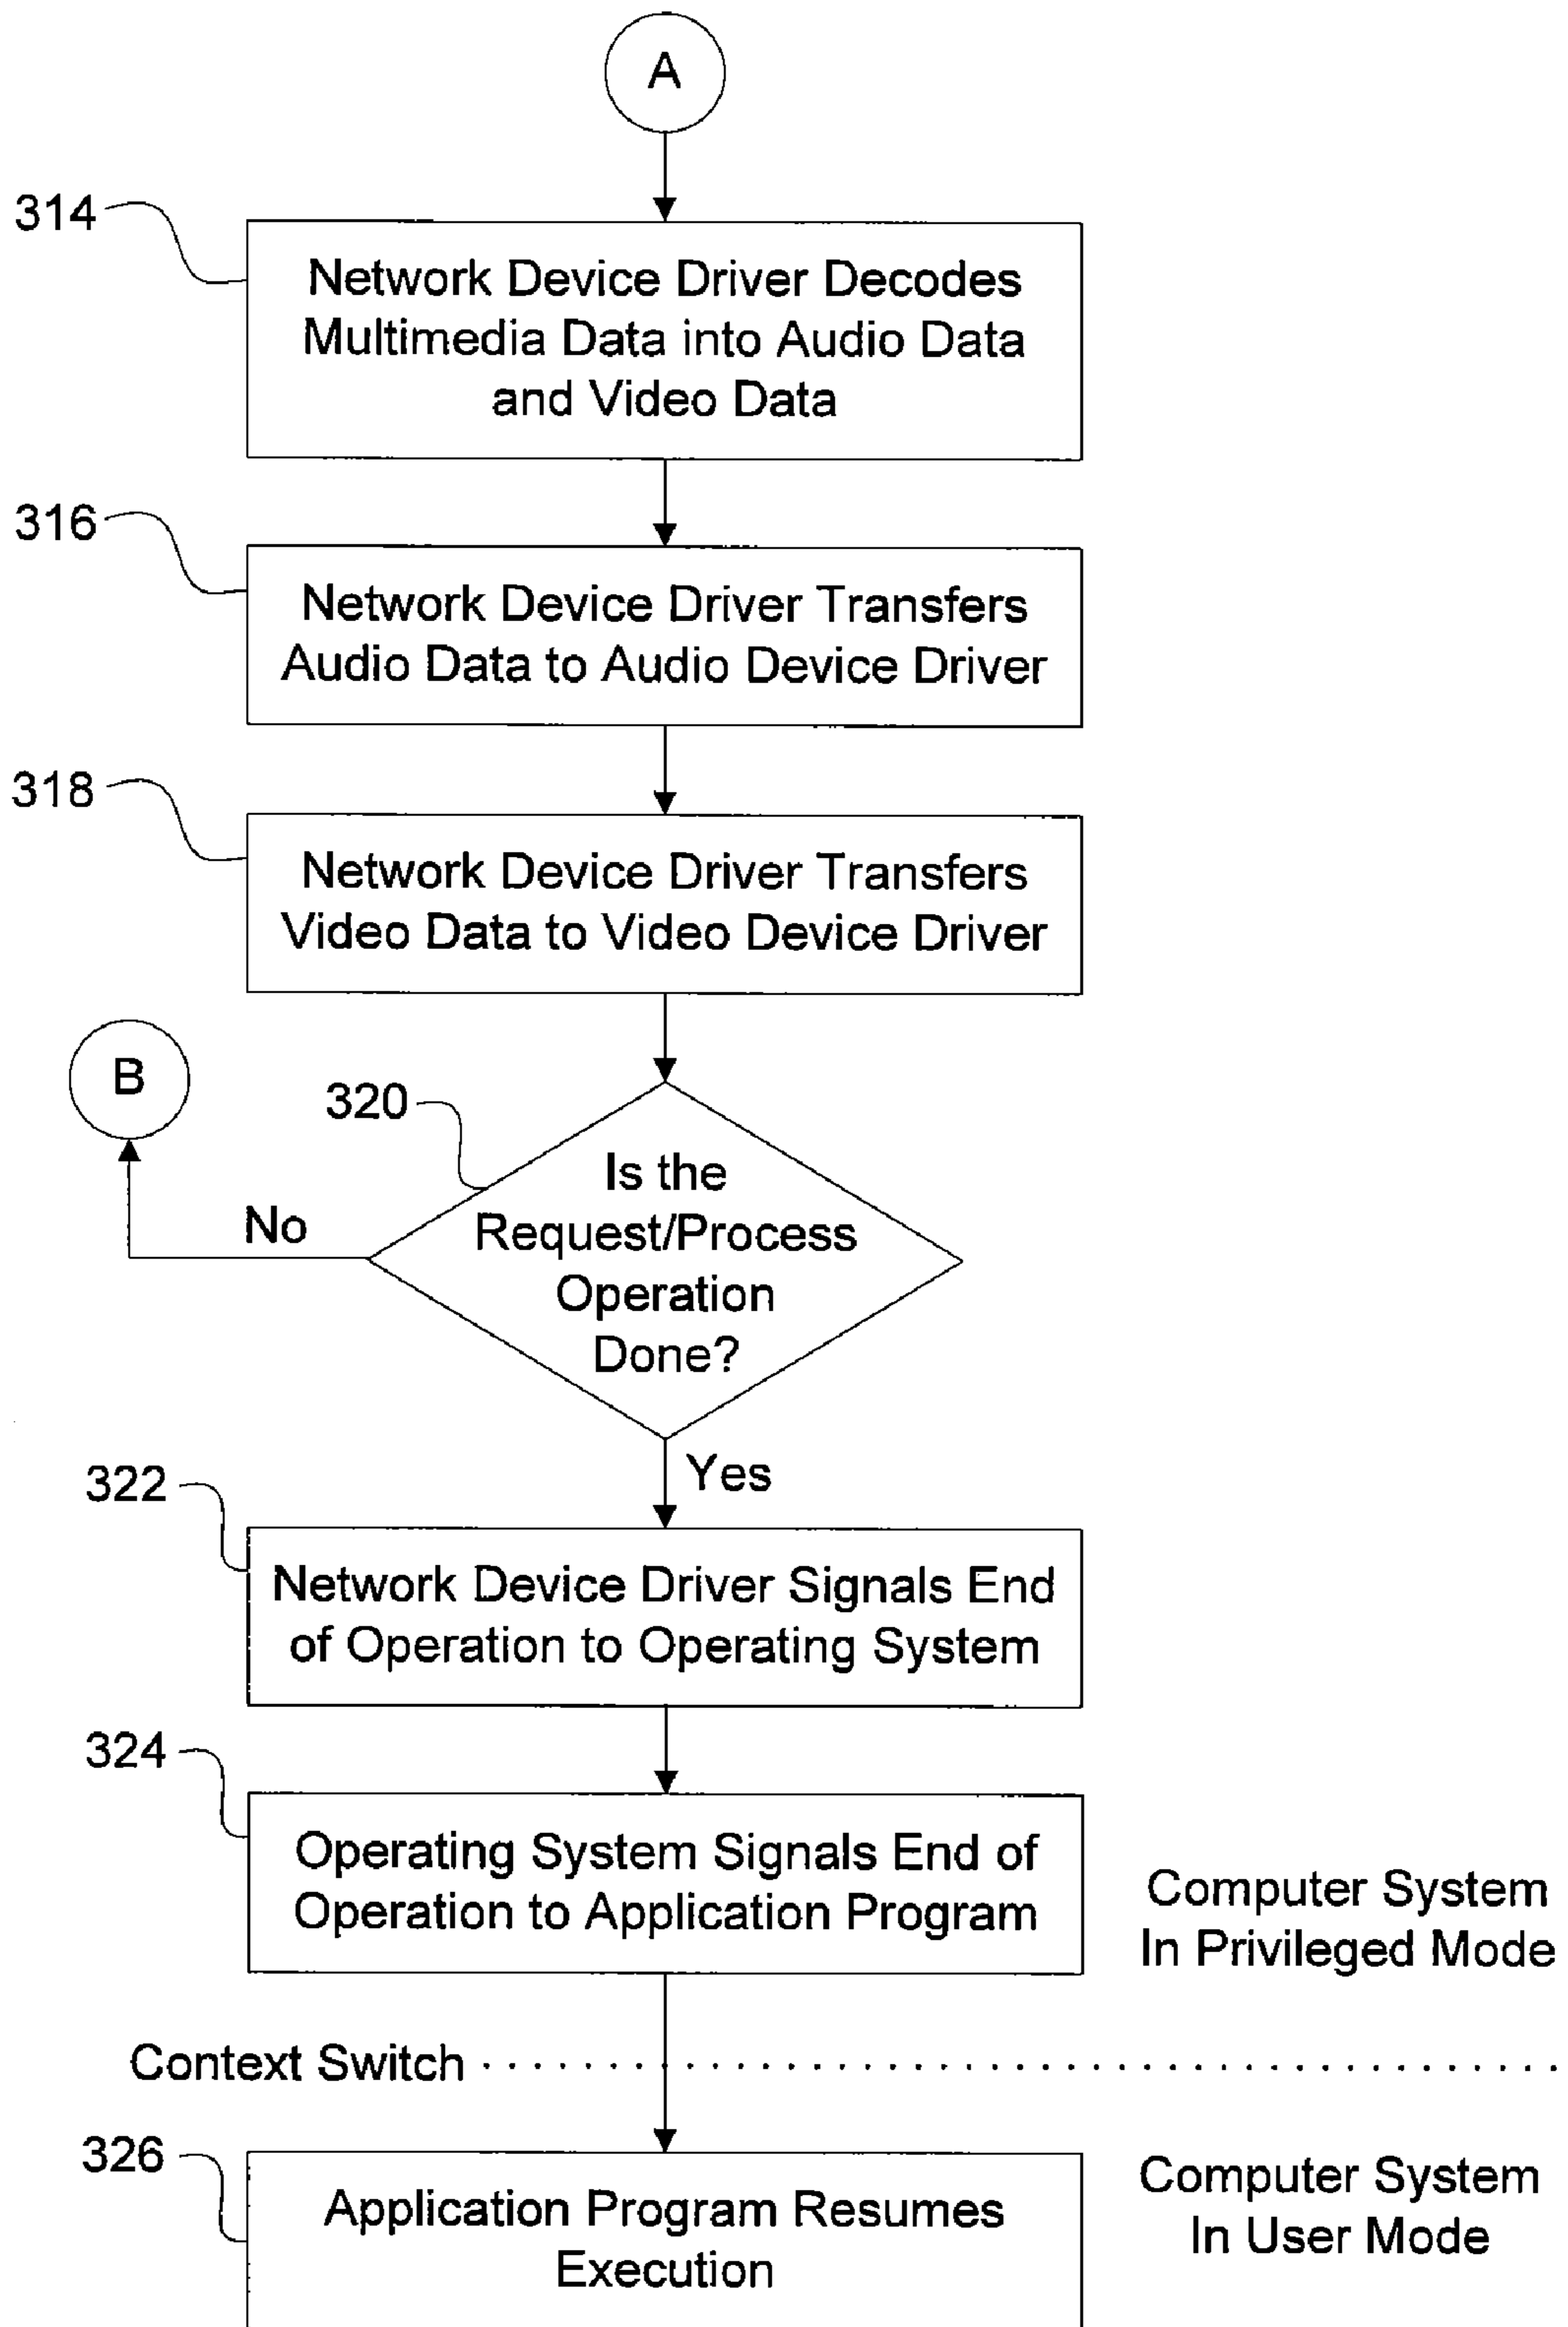 A
314
Network Device Driver Decodes
Multimedia Data into Audio Data
and Video Data
316
Network Device Driver Transfers
Audio Data to Audio Device Driver
318
Network Device Driver Transfers
Video Data to Video Device Driver
B
320
Is the
Request/Process
Operation
Done?
No
Yes
322
Network Device Driver Signals End
of Operation to Operating System
324
Operating System Signals End of
Operation to Application Program
Computer System
In Privileged Mode
Context Switch
326
Application Program Resumes
Execution
Computer System
In User Mode